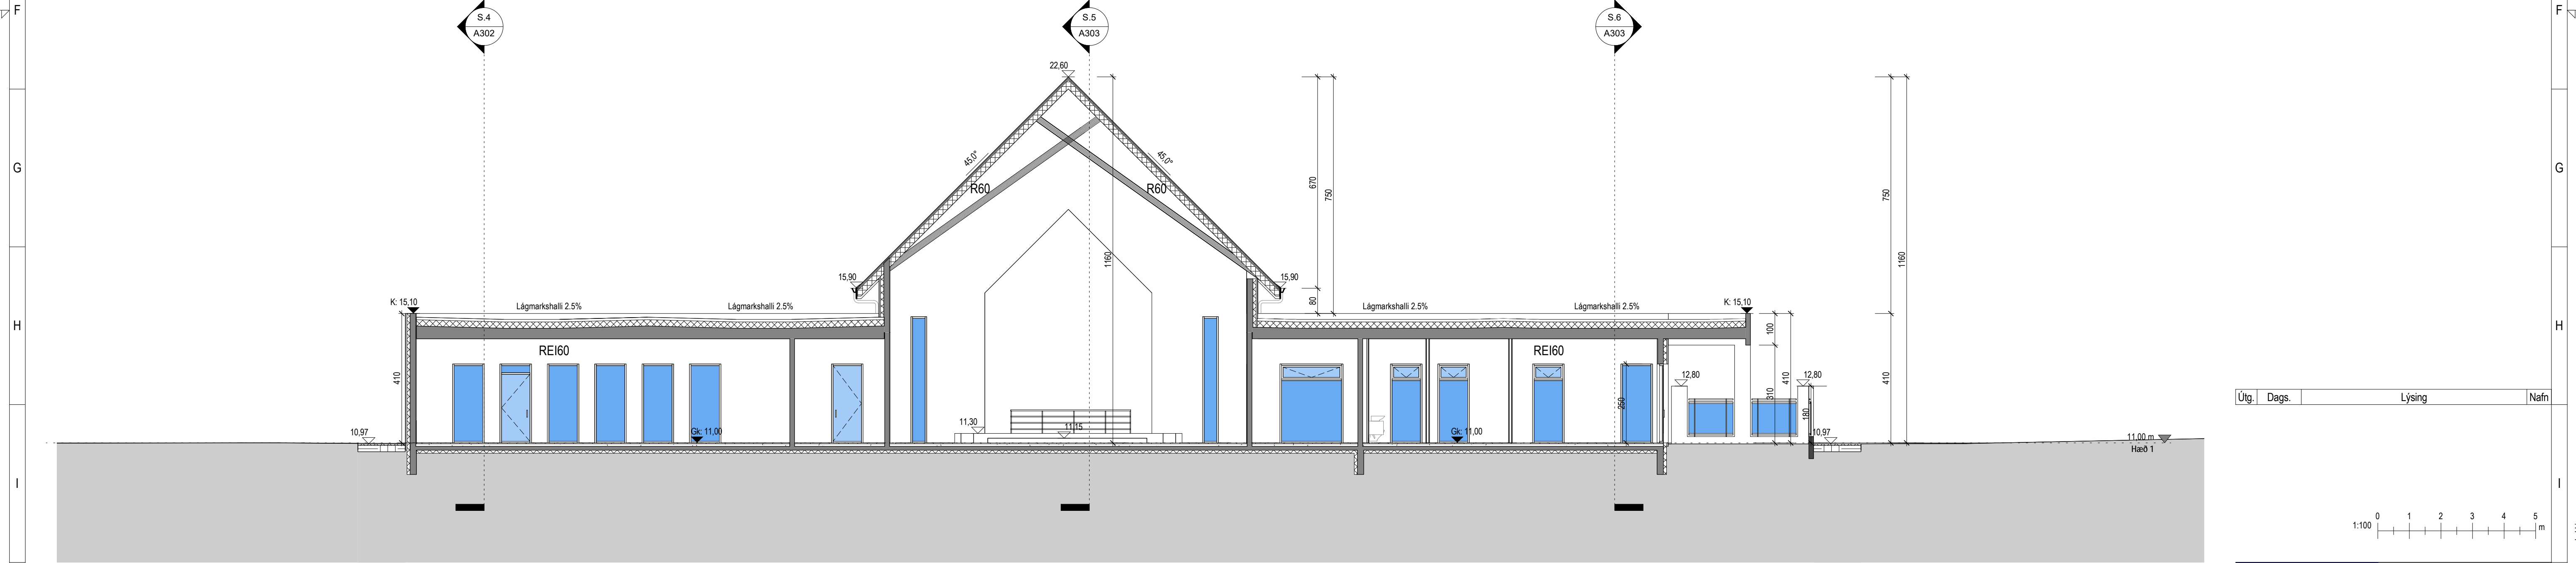 F
F
S.4
A302
S.5
A303
S.6
A303
22,60
45,0°
45,0°
G
G
R60
R60
670
750
750
1160
1160
15,90
15,90
80
K: 15,10
Lágmarkshalli 2.5%
Lágmarkshalli 2.5%
Lágmarkshalli 2.5%
Lágmarkshalli 2.5%
K: 15,10
H
H
100
REI60
REI60
410
12,80
12,80
310
410
410
250
180
Útg.
Dags.
Lýsing
Nafn
10,97
Gk: 11,00
11,30
11,15
Gk: 11,00
10,97
11,00 m
Hæð 1
I
I
1:100
0 1 2 3 4 5
m